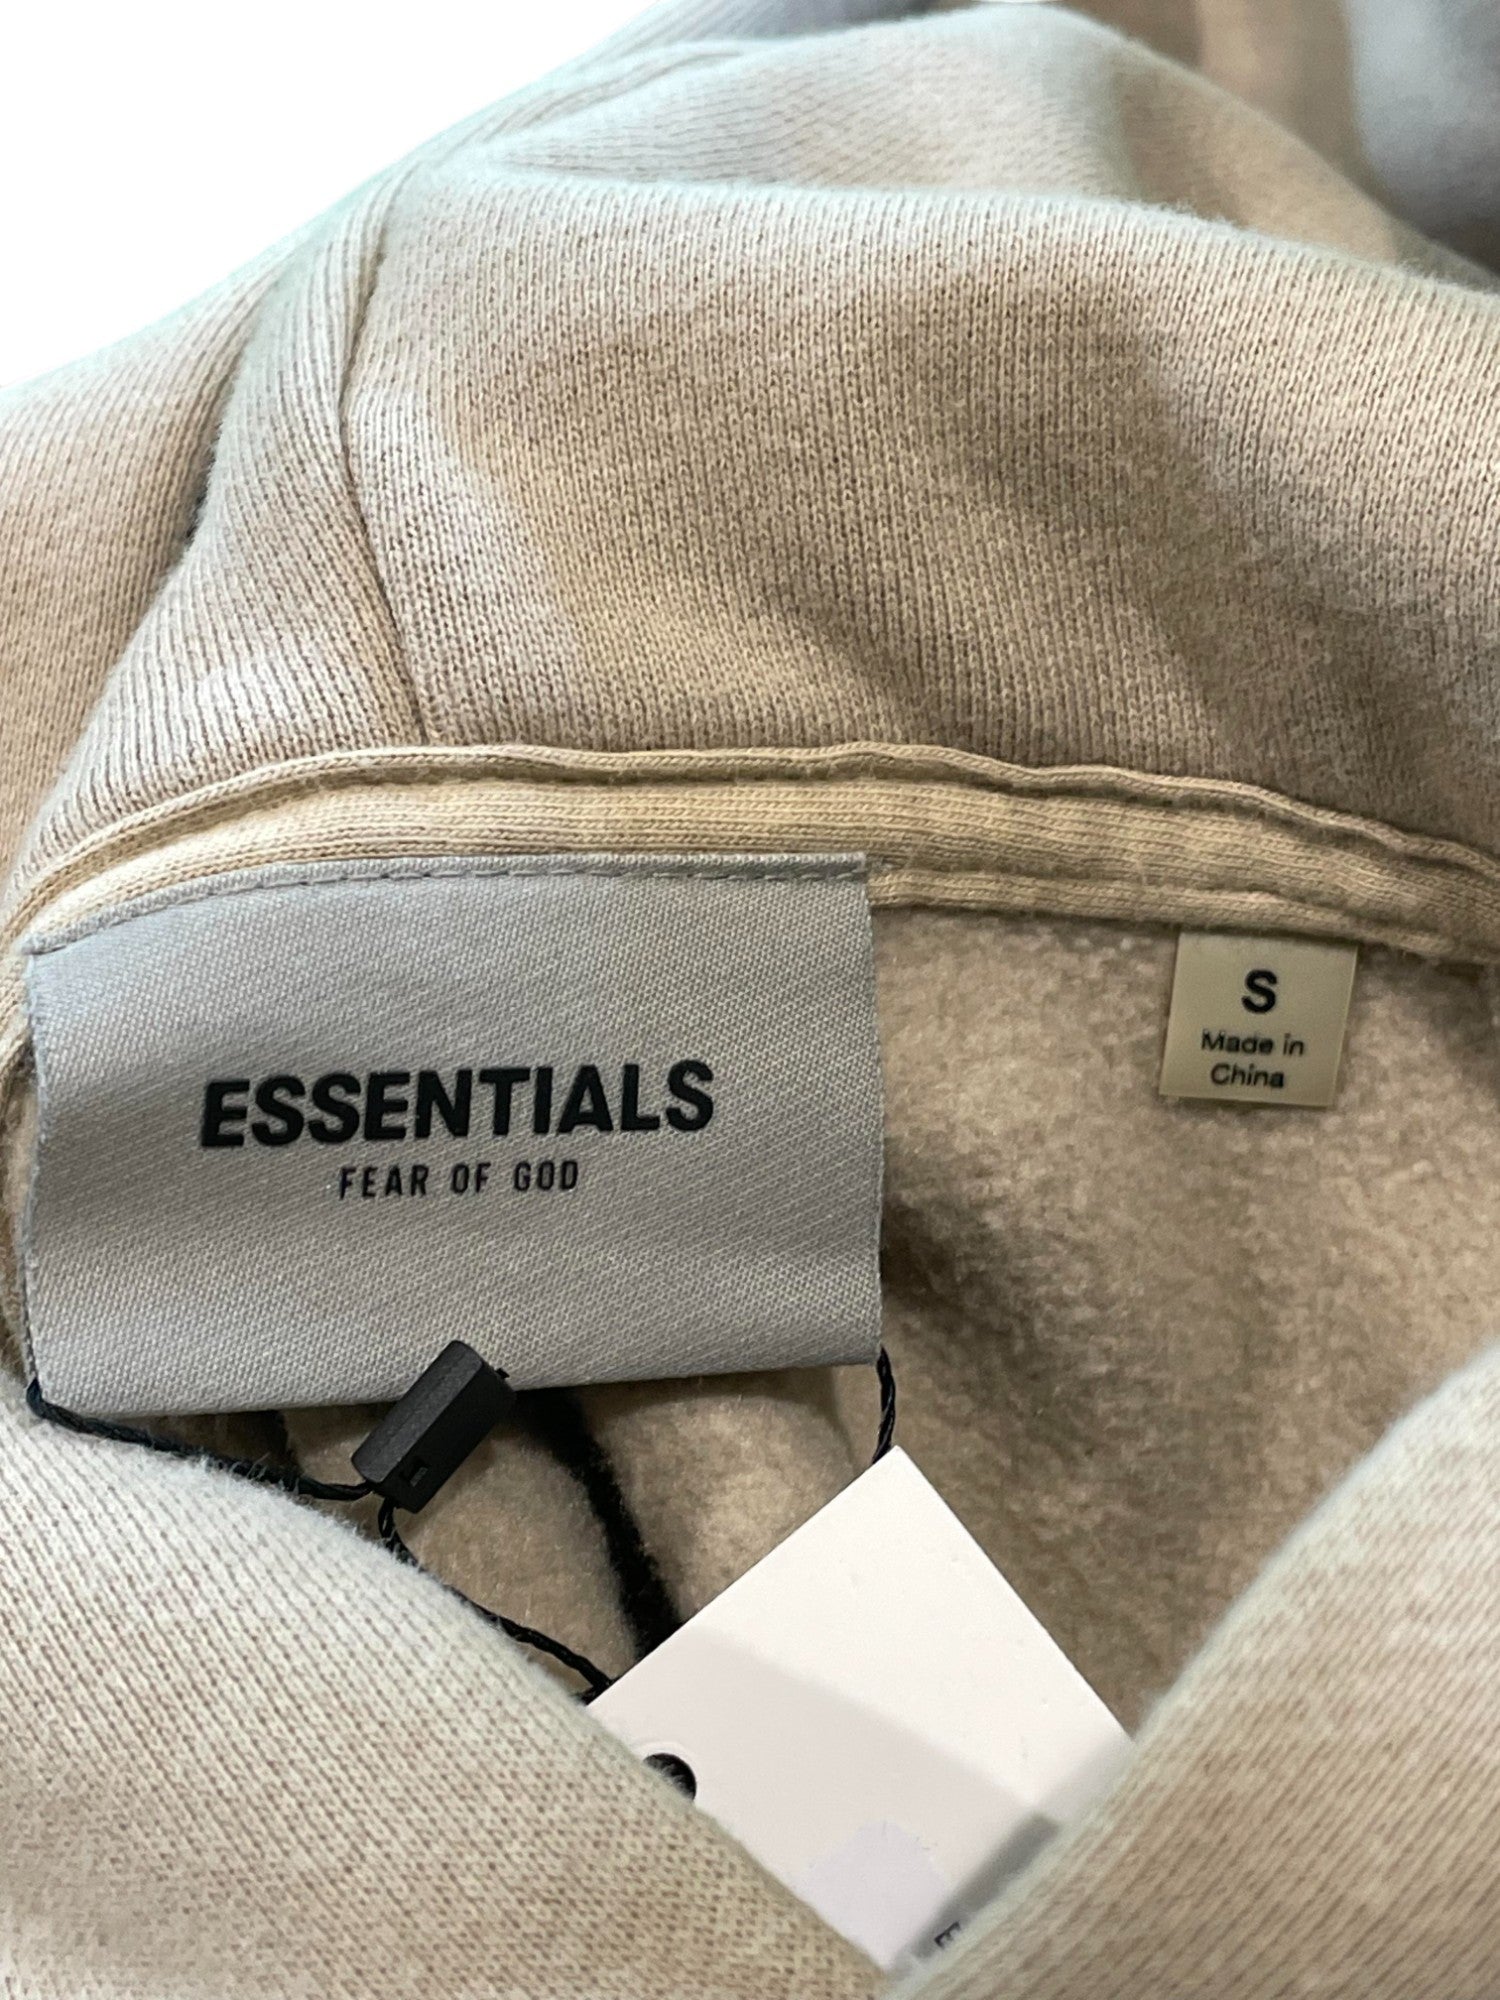 ESSENTIALS
FEAR OF GOD
S
Made in
China